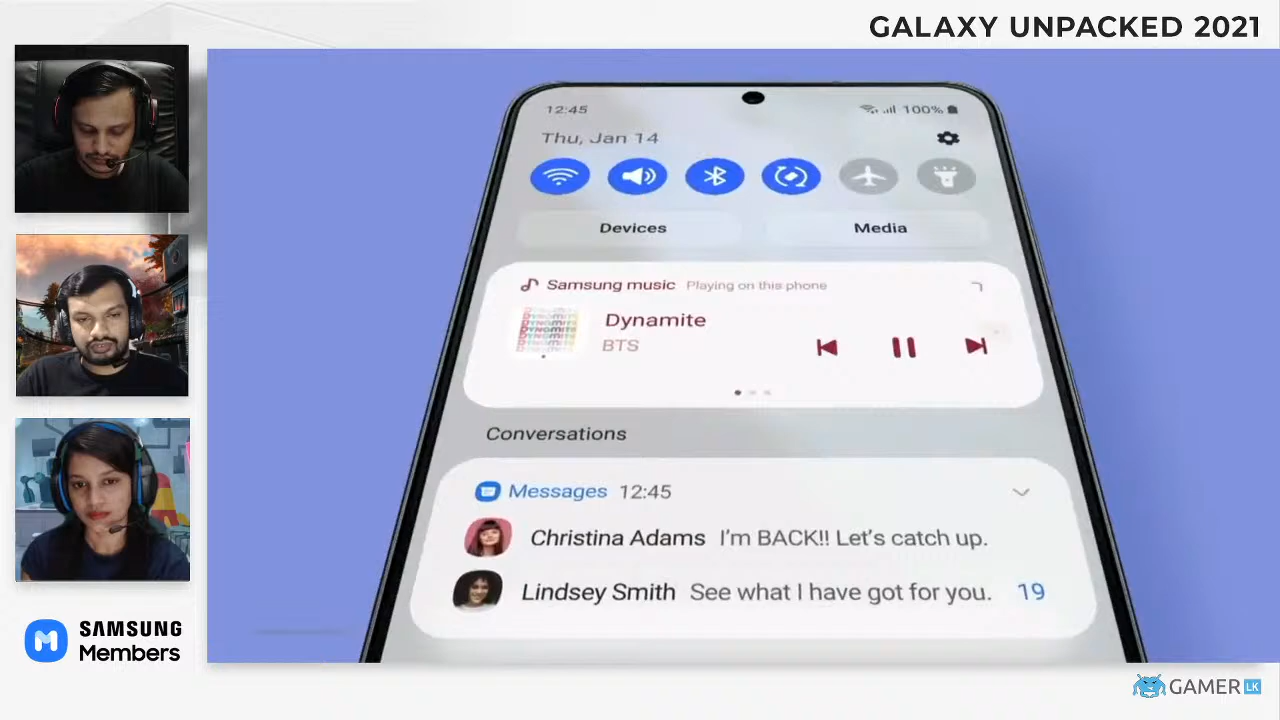 GALAXY UNPACKED 2021
12:45
100%
Thu, Jan 14
Devices
Media
Samsung music Playing on this phone
Dynamite
BTS
Conversations
Messages 12:45
Christina Adams I'm BACK!! Let's catch up.
Lindsey Smith See what I have got for you. 19
SAMSUNG
Members
GAMER LK